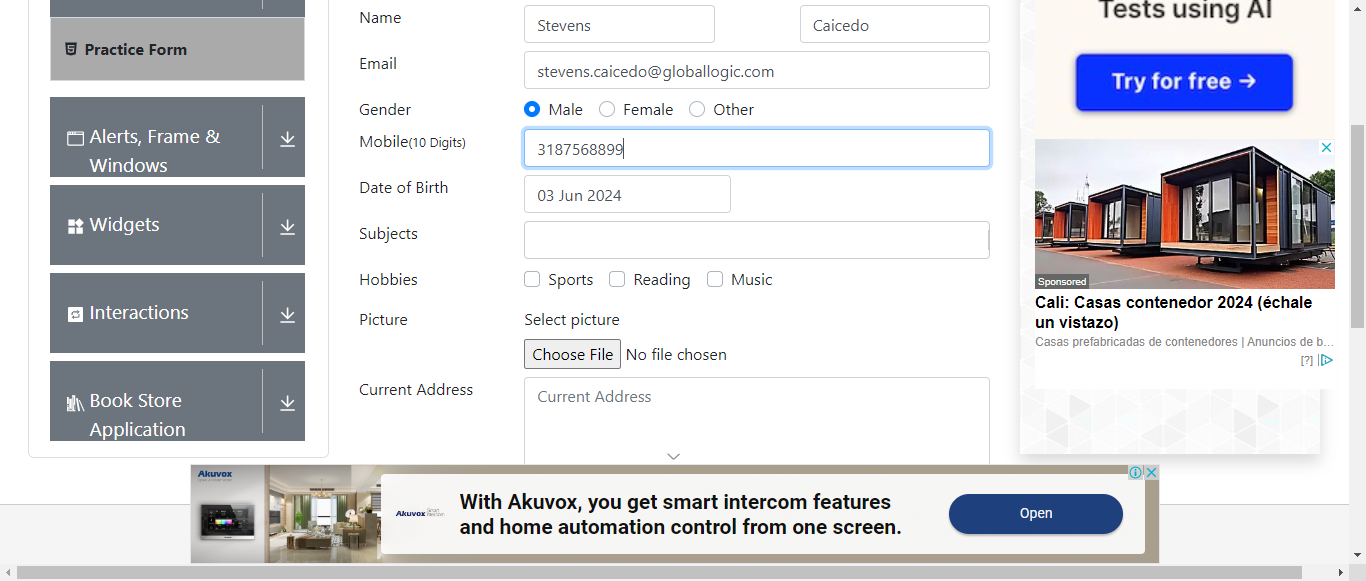 Practice Form
Alerts, Frame &
Windows
Widgets
Interactions
Book Store
Application
Name
Stevens
Caicedo
Email
stevens.caicedo@globallogic.com
Gender
Male Female Other
Mobile(10 Digits)
3187568899
Date of Birth
03 Jun 2024
Subjects
Hobbies
Sports Reading Music
Picture
Select picture
Choose File No file chosen
Current Address
Current Address
Tests using AI
Try for free →
Sponsored
Cali: Casas contenedor 2024 (échale
un vistazo)
Casas prefabricadas de contenedores | Anuncios de b...
[?]
Akuvox
Akuvox
With Akuvox, you get smart intercom features
and home automation control from one screen.
Open